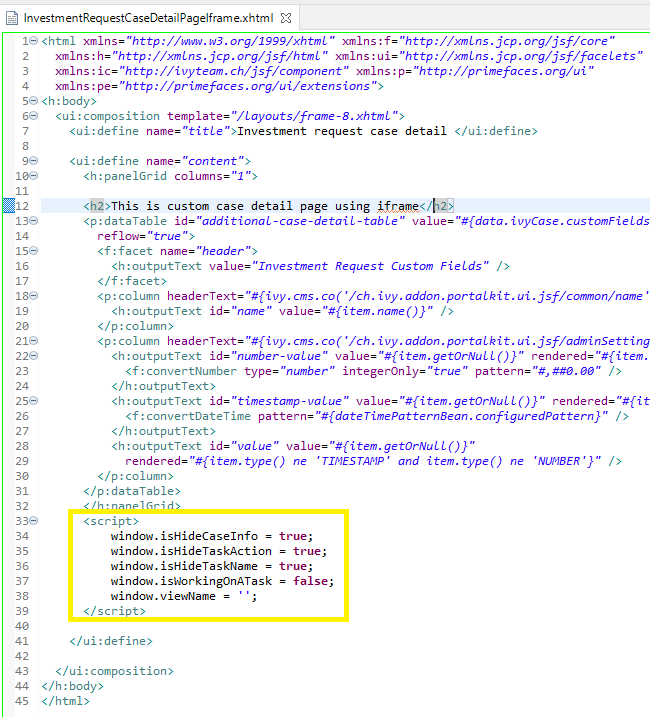 InvestmentRequestCaseDetailPageIframe.xhtml
1 <html xmlns="http://www.w3.org/1999/xhtml" xmlns:f="http://xmlns.jcp.org/jsf/core"
2 xmlns:h="http://xmlns.jcp.org/jsf/html" xmlns:ui="http://xmlns.jcp.org/jsf/facelets"
3 xmlns:ic="http://ivyteam.ch/jsf/component" xmlns:p="http://primefaces.org/ui"
4 xmlns:pe="http://primefaces.org/ui/extensions">
5 <h:body>
6 <ui:composition template="/layouts/frame-8.xhtml">
7 <ui:define name="title">Investment request case detail </ui:define>
8
9 <ui:define name="content">
10 <h:panelGrid columns="1">
11
12 <h2>This is custom case detail page using iframe</h2>
13 <p:dataTable id="additional-case-detail-table" value="#{data.ivyCase.customFields
14 reflow="true">
15 <f:facet name="header">
16 <h:outputText value="Investment Request Custom Fields" />
17 </f:facet>
18 <p:column headerText="#{ivy.cms.co('/ch.ivy.addon.portalkit.ui.jsf/common/name'
19 <h:outputText id="name" value="#{item.name()}" />
20 </p:column>
21 <p:column headerText="#{ivy.cms.co('/ch.ivy.addon.portalkit.ui.jsf/adminSetting
22 <h:outputText id="number-value" value="#{item.getOrNull()}" rendered="#{item.
23 <f:convertNumber type="number" integerOnly="true" pattern="#,##0.00" />
24 </h:outputText>
25 <h:outputText id="timestamp-value" value="#{item.getOrNull()}" rendered="#{it
26 <f:convertDateTime pattern="#{dateTimePatternBean.configuredPattern}" />
27 </h:outputText>
28 <h:outputText id="value" value="#{item.getOrNull()}"
29 rendered="#{item.type() ne 'TIMESTAMP' and item.type() ne 'NUMBER'}" />
30 </p:column>
31 </p:dataTable>
32 </h:panelGrid>
33 <script>
34 window.isHideCaseInfo = true;
35 window.isHideTaskAction = true;
36 window.isHideTaskName = true;
37 window.isWorkingOnATask = false;
38 window.viewName = '';
39 </script>
40
41 </ui:define>
42
43 </ui:composition>
44 </h:body>
45 </html>